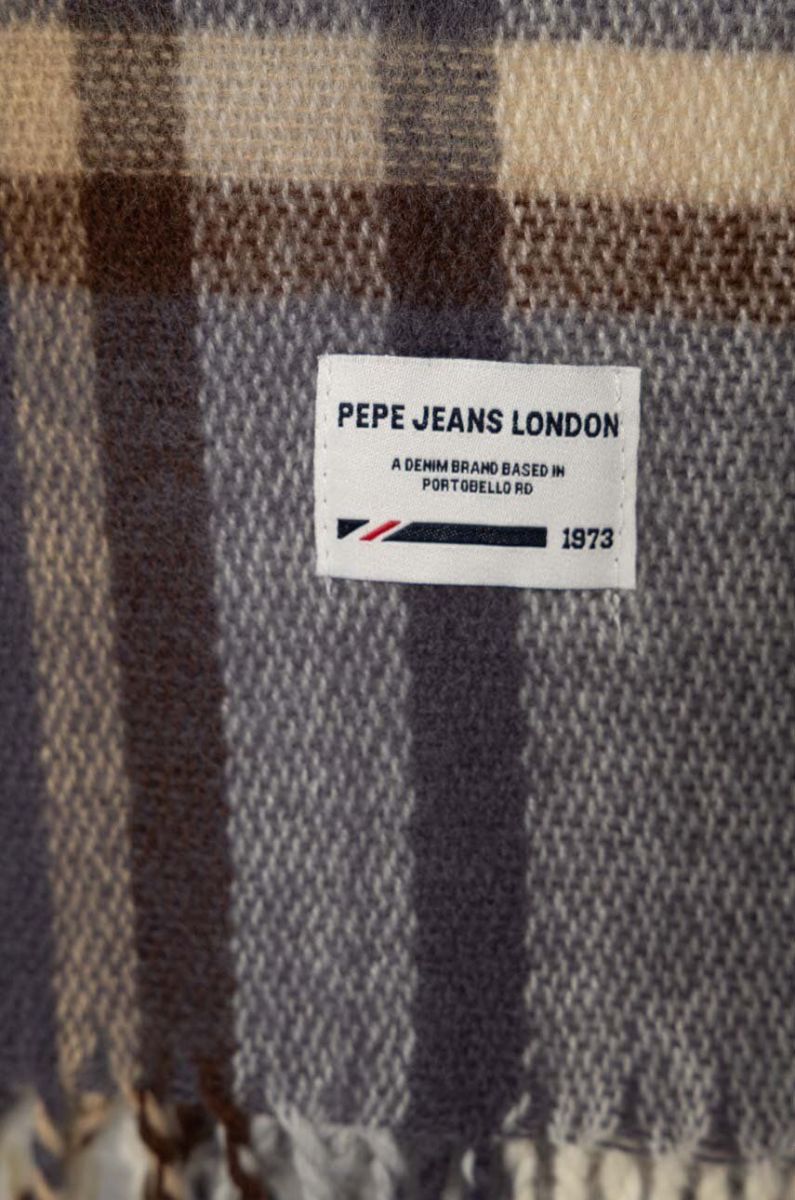 PEPE JEANS LONDON
A DENIM BRAND BASED IN
PORTOBELLO RD
1973